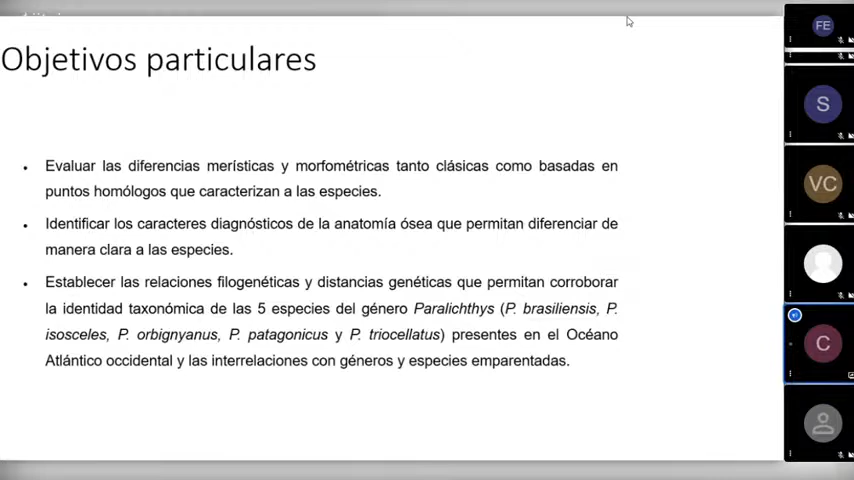 Objetivos particulares
• Evaluar las diferencias merísticas y morfométricas tanto clásicas como basadas en
puntos homólogos que caracterizan a las especies.
• Identificar los caracteres diagnósticos de la anatomía ósea que permitan diferenciar de
manera clara a las especies.
• Establecer las relaciones filogenéticas y distancias genéticas que permitan corroborar
la identidad taxonómica de las 5 especies del género Paralichthys (P. brasiliensis, P.
isosceles, P. orbignyanus, P. patagonicus y P. triocellatus) presentes en el Océano
Atlántico occidental y las interrelaciones con géneros y especies emparentadas.
FE
S
VC
C